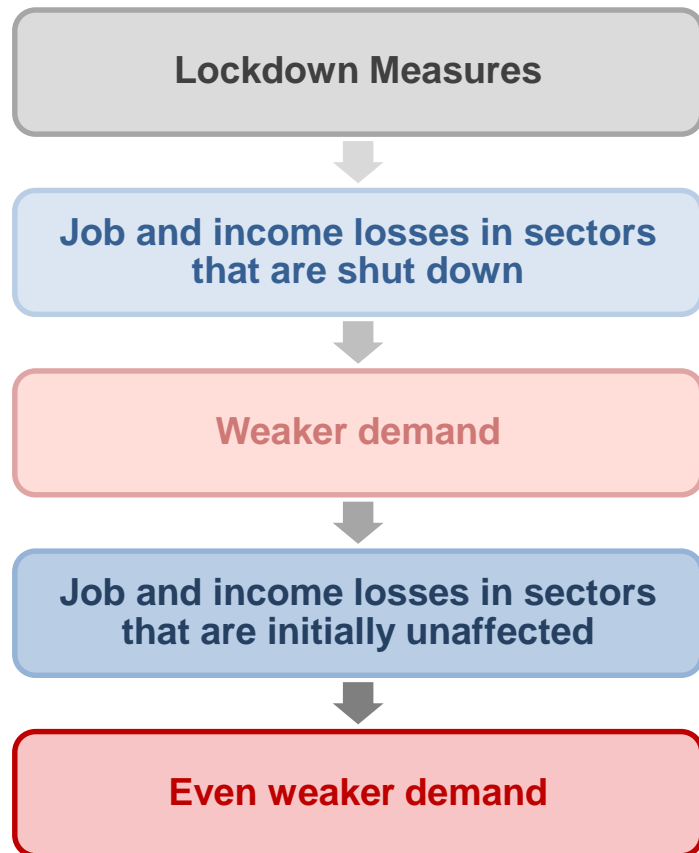 Lockdown Measures
Job and income losses in sectors
that are shut down
Weaker demand
Job and income losses in sectors
that are initially unaffected
Even weaker demand